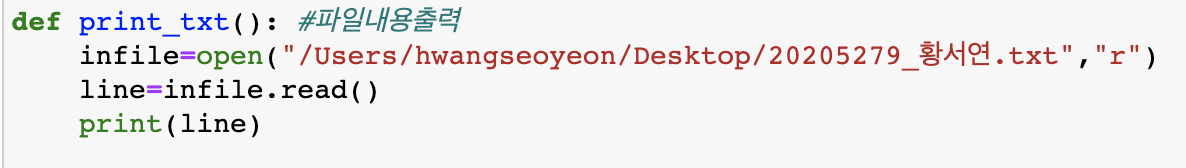 def print_txt(): #파일내용출력
    infile=open("/Users/hwangseoyeon/Desktop/20205279_황서연.txt","r")
    line=infile.read()
    print(line)